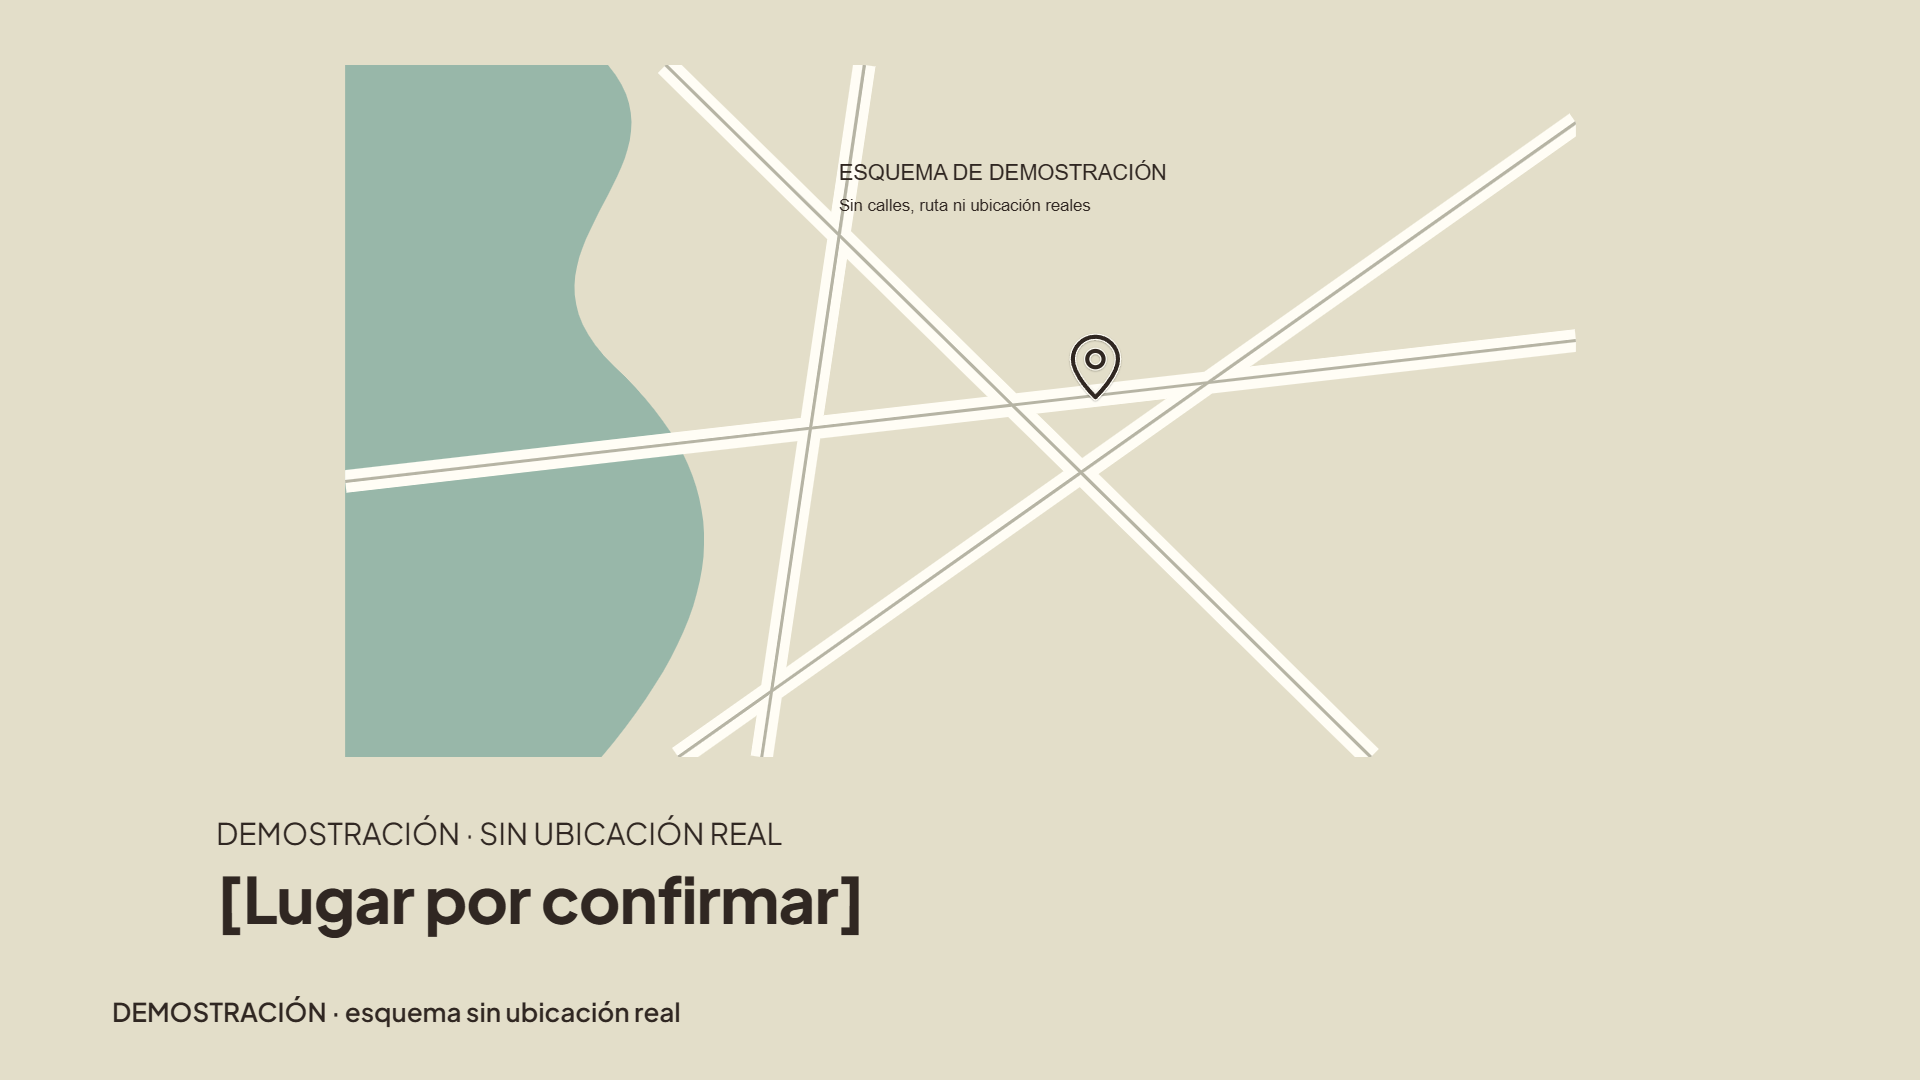 ESQUEMA DE DEMOSTRACIÓN
Sin calles, ruta ni ubicación reales
DEMOSTRACIÓN · SIN UBICACIÓN REAL
[Lugar por confirmar]
DEMOSTRACIÓN · esquema sin ubicación real